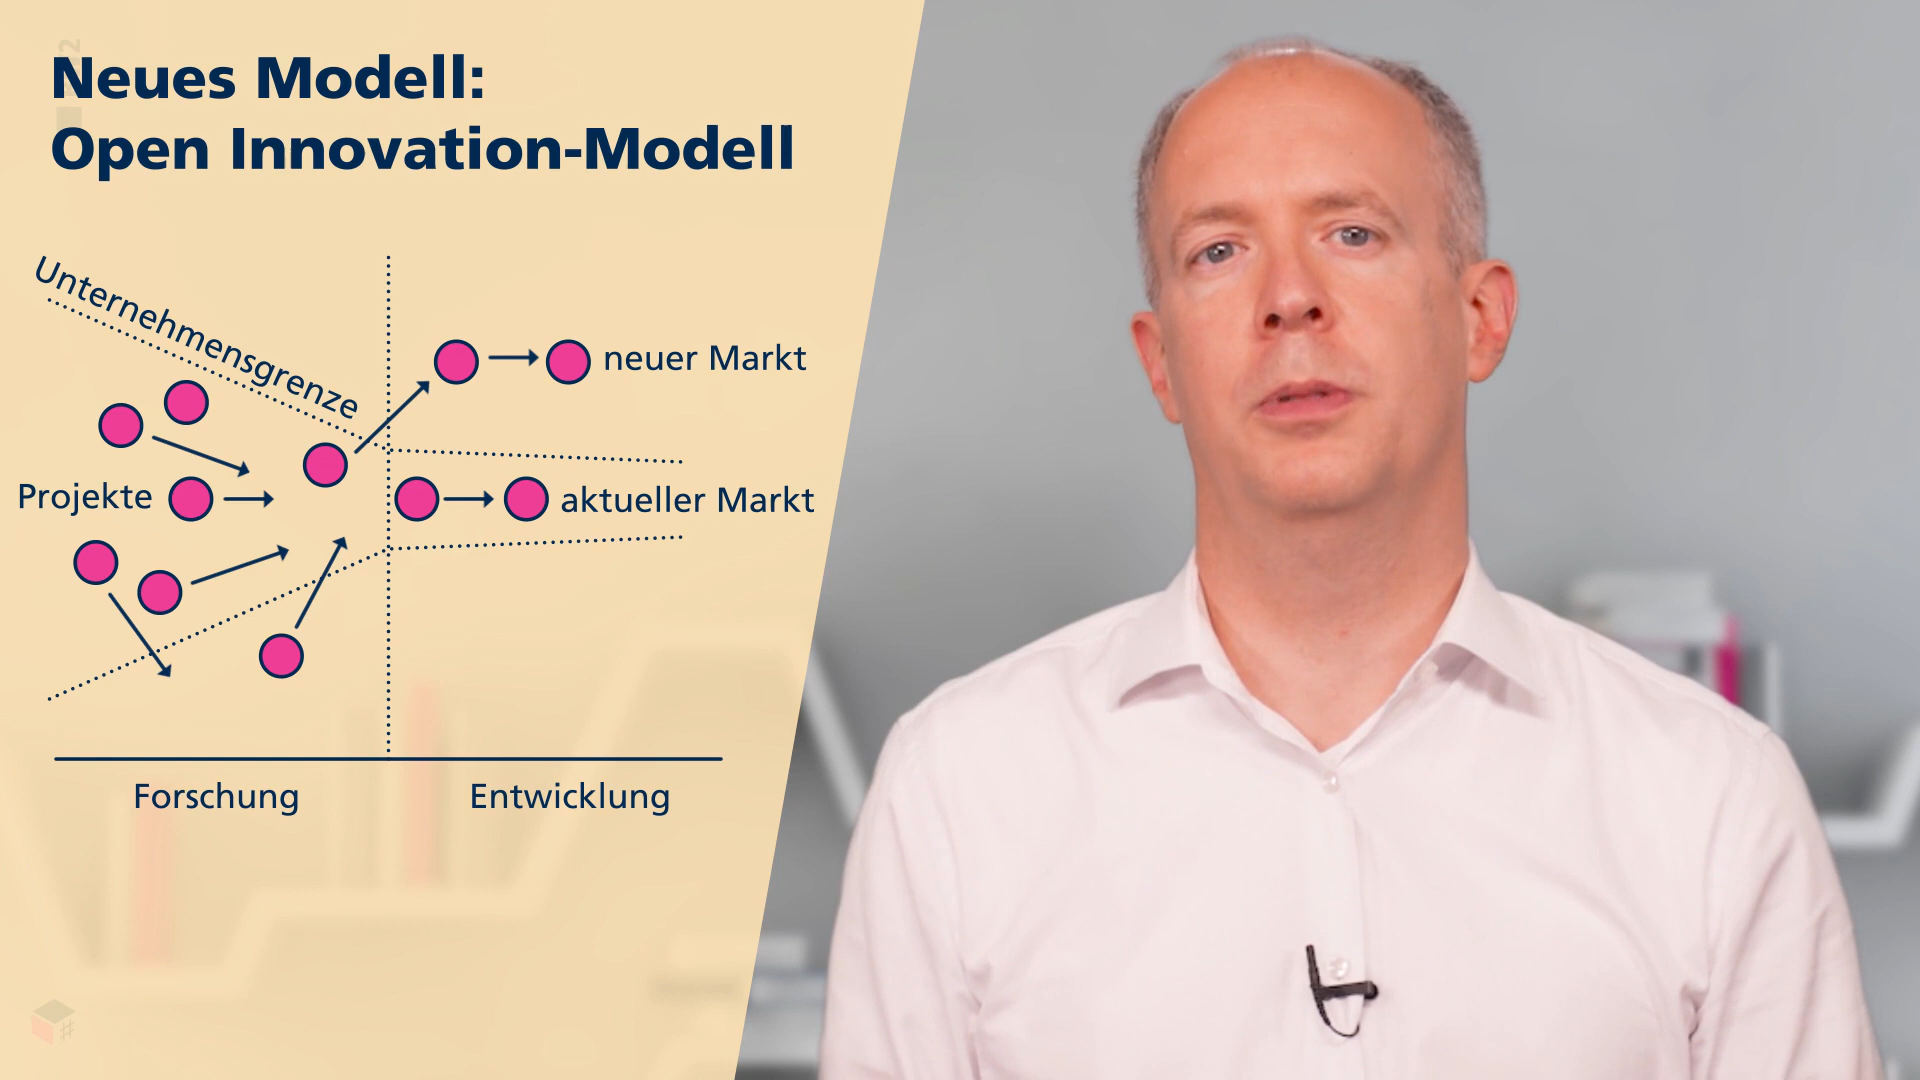 Neues Modell:
Open Innovation-Modell
Unternehmensgrenze
neuer Markt
Projekte
aktueller Markt
Forschung
Entwicklung